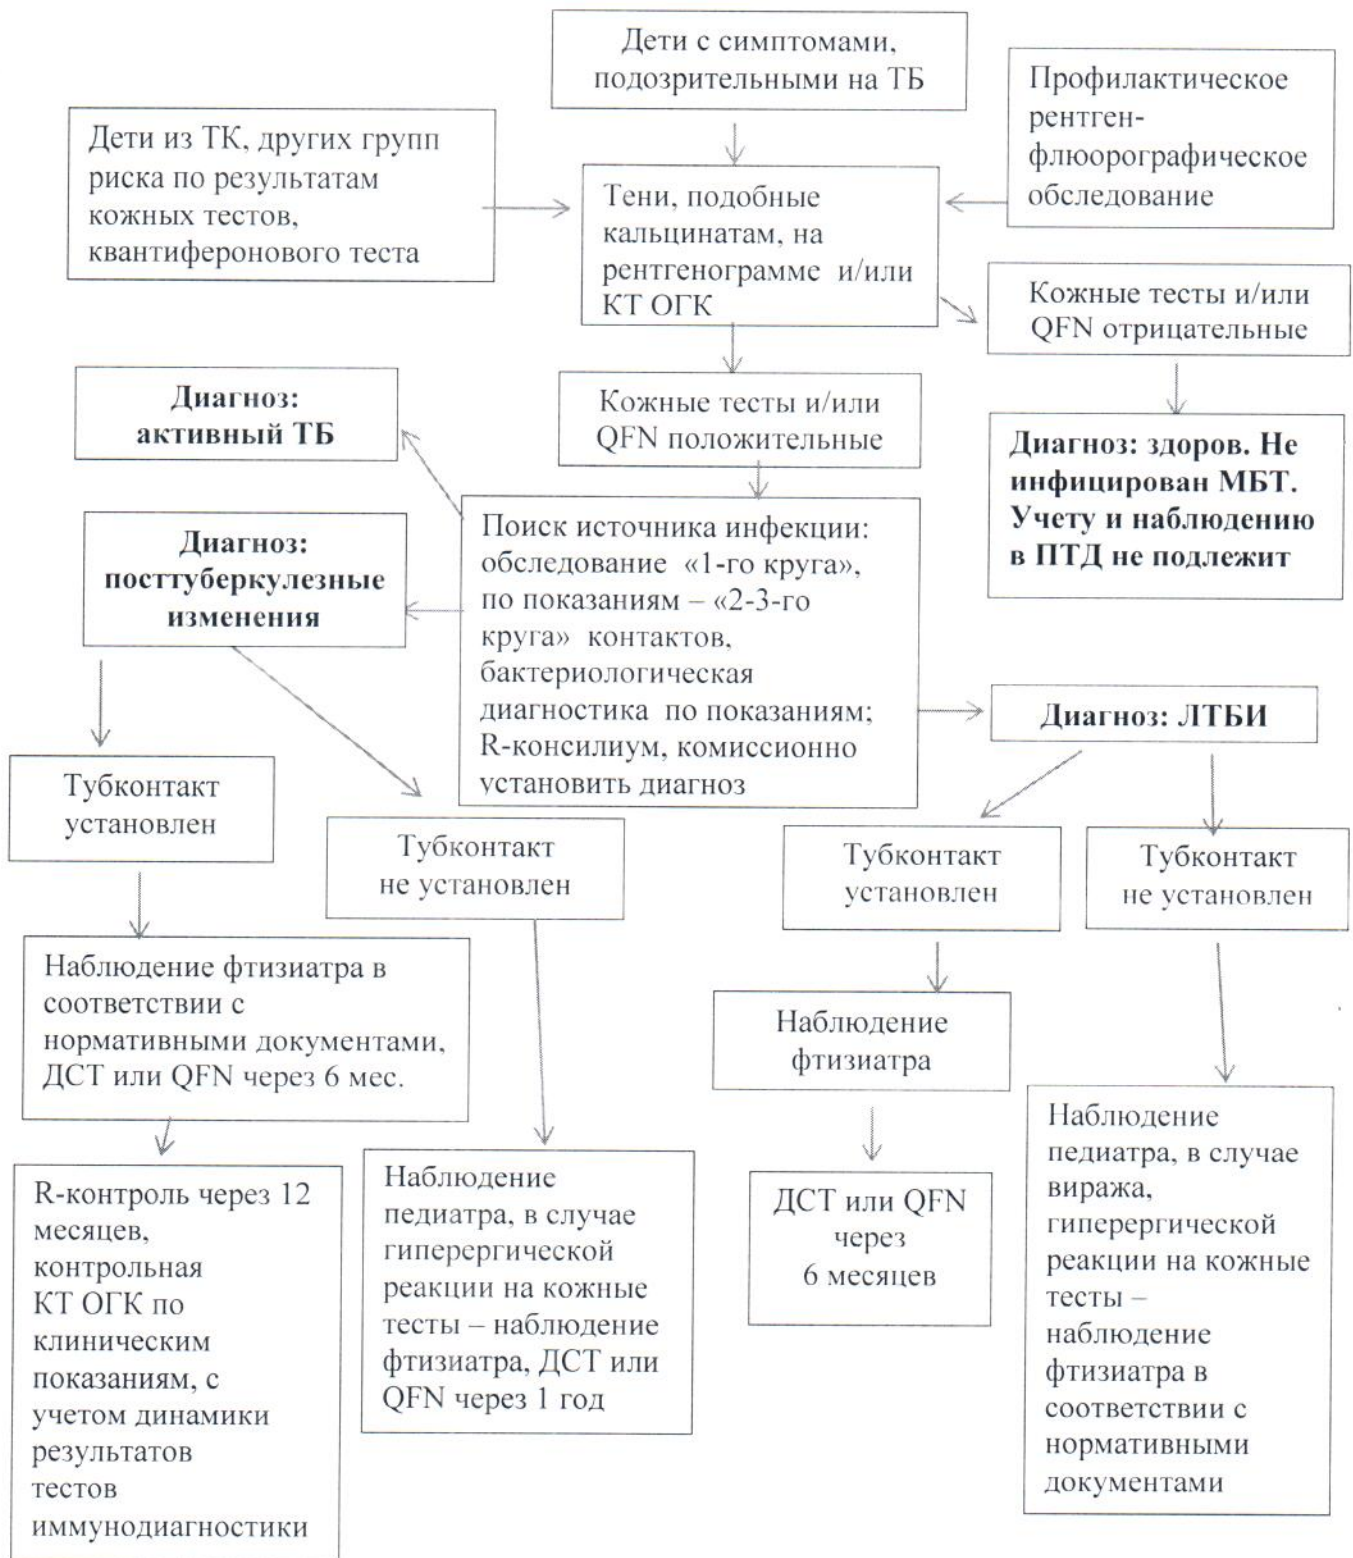 Дети с симптомами,
подозрительными на ТБ
Профилактическое
рентген-
флюорографическое
обследование
Дети из ТК, других групп
риска по результатам
кожных тестов,
квантиферонового теста
Тени, подобные
кальцинатам, на
рентгенограмме и/или
КТ ОГК
Кожные тесты и/или
QFN отрицательные
Диагноз:
активный ТБ
Кожные тесты и/или
QFN положительные
Диагноз: здоров. Не
инфицирован МБТ.
Учету и наблюдению
в ПТД не подлежит
Диагноз:
посттуберкулезные
изменения
Поиск источника инфекции:
обследование «1-го круга»,
по показаниям – «2-3-го
круга» контактов,
бактериологическая
диагностика по показаниям;
R-консилиум, комиссионно
установить диагноз
Диагноз: ЛТБИ
Тубконтакт
установлен
Тубконтакт
не установлен
Тубконтакт
установлен
Тубконтакт
не установлен
Наблюдение фтизиатра в
соответствии с
нормативными документами,
ДСТ или QFN через 6 мес.
Наблюдение
фтизиатра
R-контроль через 12
месяцев,
контрольная
КТ ОГК по
клиническим
показаниям, с
учетом динамики
результатов
тестов
иммунодиагностики
Наблюдение
педиатра, в случае
гиперергической
реакции на кожные
тесты – наблюдение
фтизиатра, ДСТ или
QFN через 1 год
ДСТ или QFN
через
6 месяцев
Наблюдение
педиатра, в случае
виража,
гиперергической
реакции на кожные
тесты –
наблюдение
фтизиатра в
соответствии с
нормативными
документами